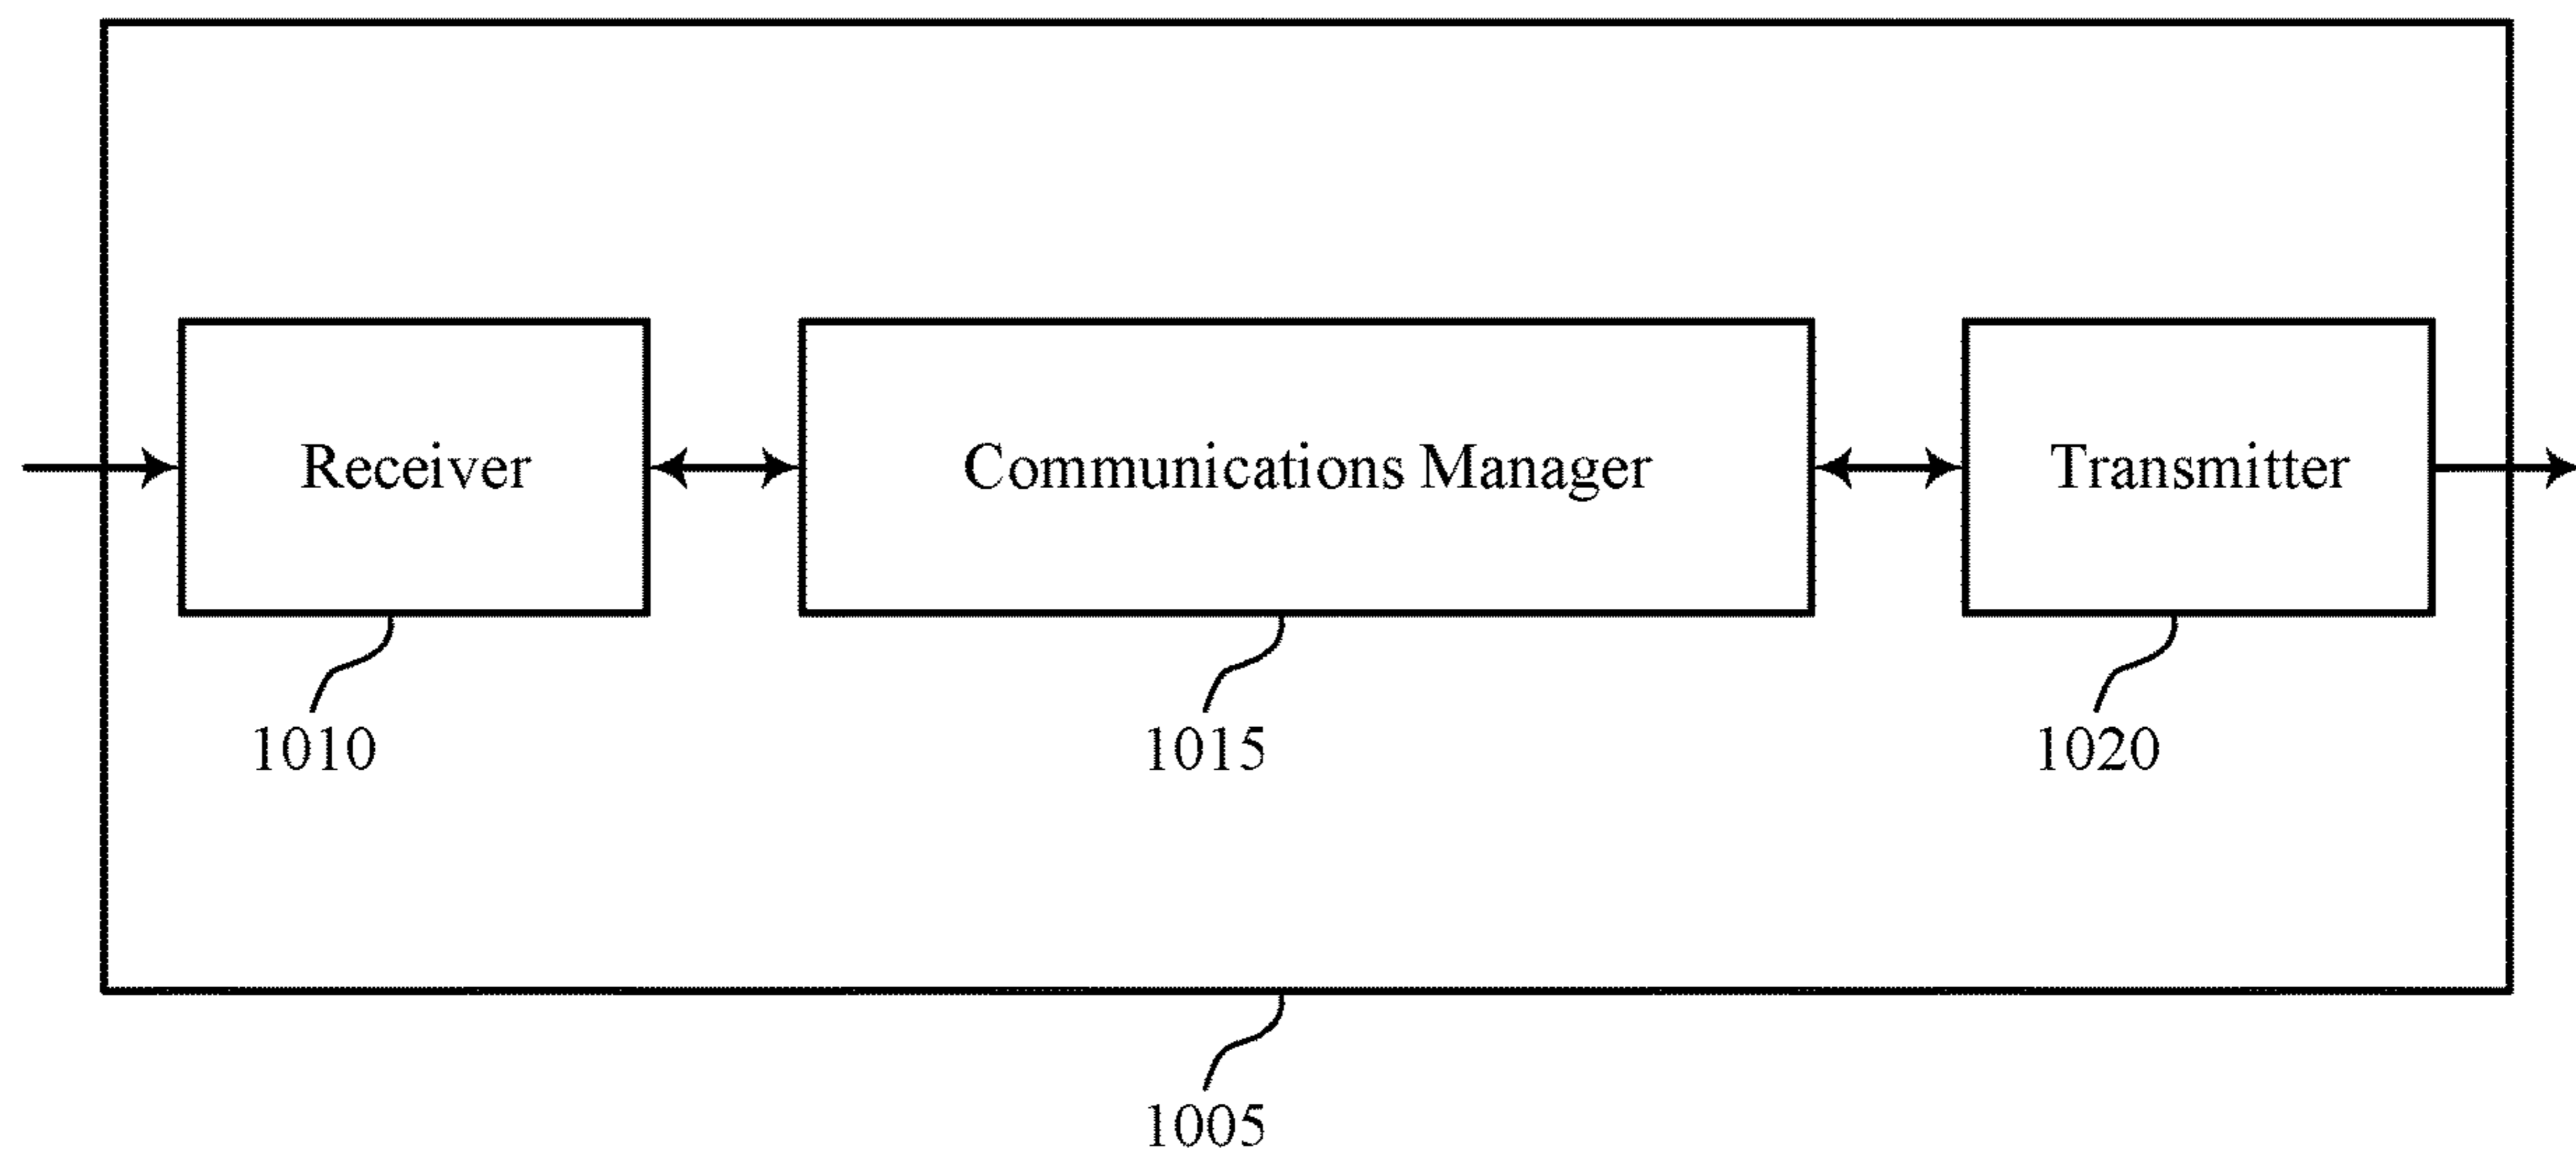 Receiver
Communications Manager
Transmitter
1010
1015
1020
1005